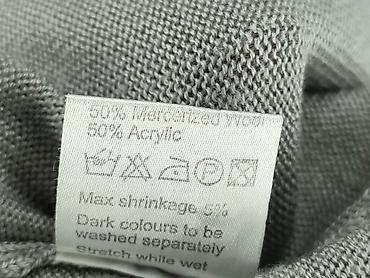 50% Mercerized Wool
50% Acrylic
P
Max shrinkage 5%
Dark colours to be
washed separately
Stretch while wet